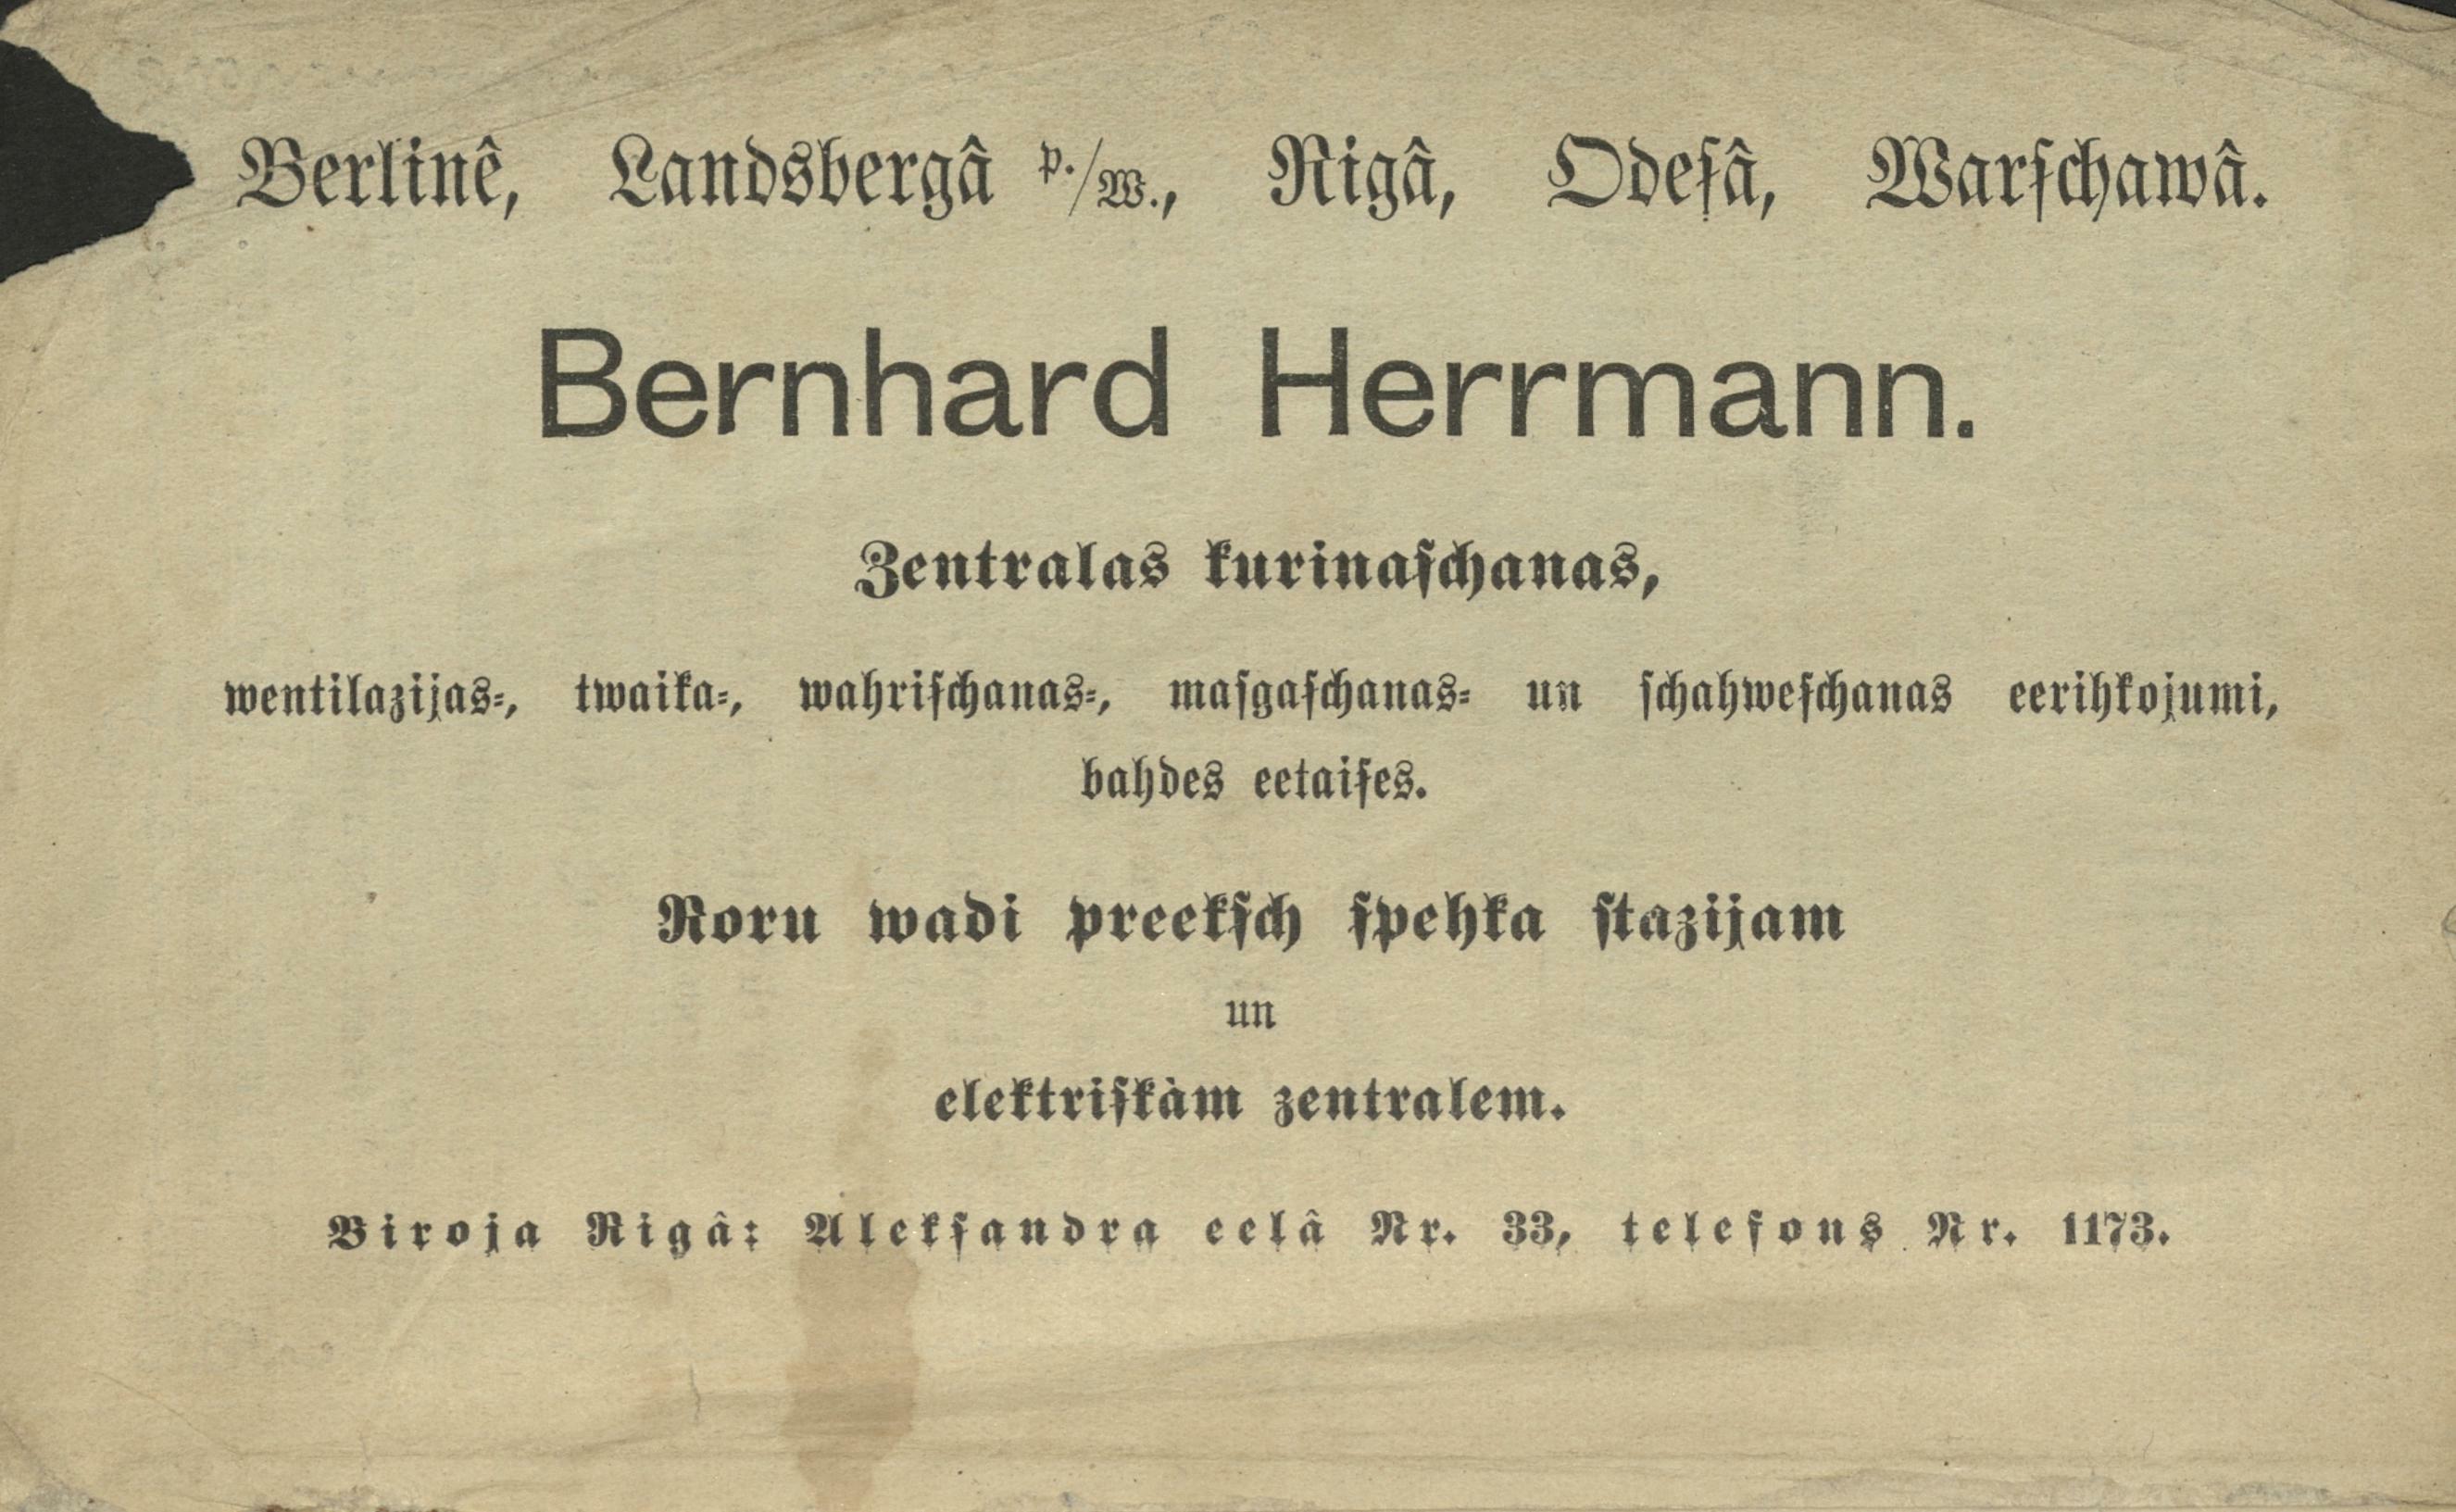 Berlinê, Landsbergâ p./W., Rigâ, Odeſâ, Warſchawâ.
Bernhard Herrmann.
Zentralas kurinaſchanas,
wentilazijas-, twaika-, wahriſchanas-, maſgaſchanas- un ſchahweſchanas eerihkojumi,
bahdes eetaiſes.
Roru wadi preekſch ſpehka ſtazijam
un
elektriſkàm zentralem.
Biroja Rigâ: Alekſandra eelâ Nr. 33, telefons Nr. 1173.